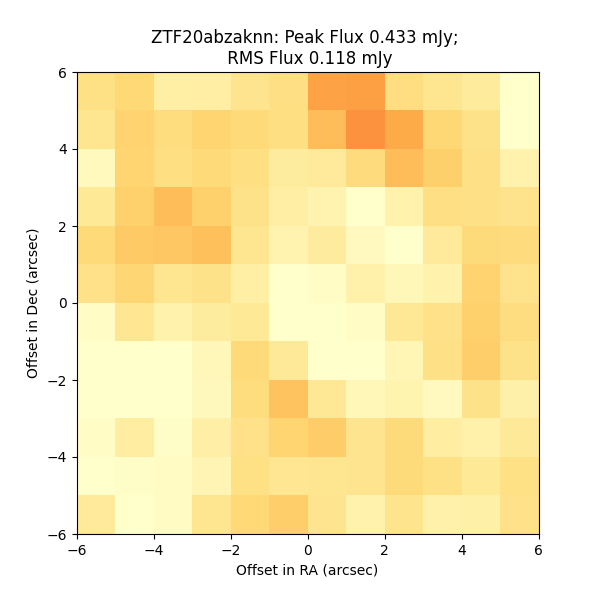 ZTF20abzaknn: Peak Flux 0.433 mJy;
RMS Flux 0.118 mJy
6
4
2
0
−2
−4
−6
Offset in Dec (arcsec)
−6 −4 −2 0 2 4 6
Offset in RA (arcsec)